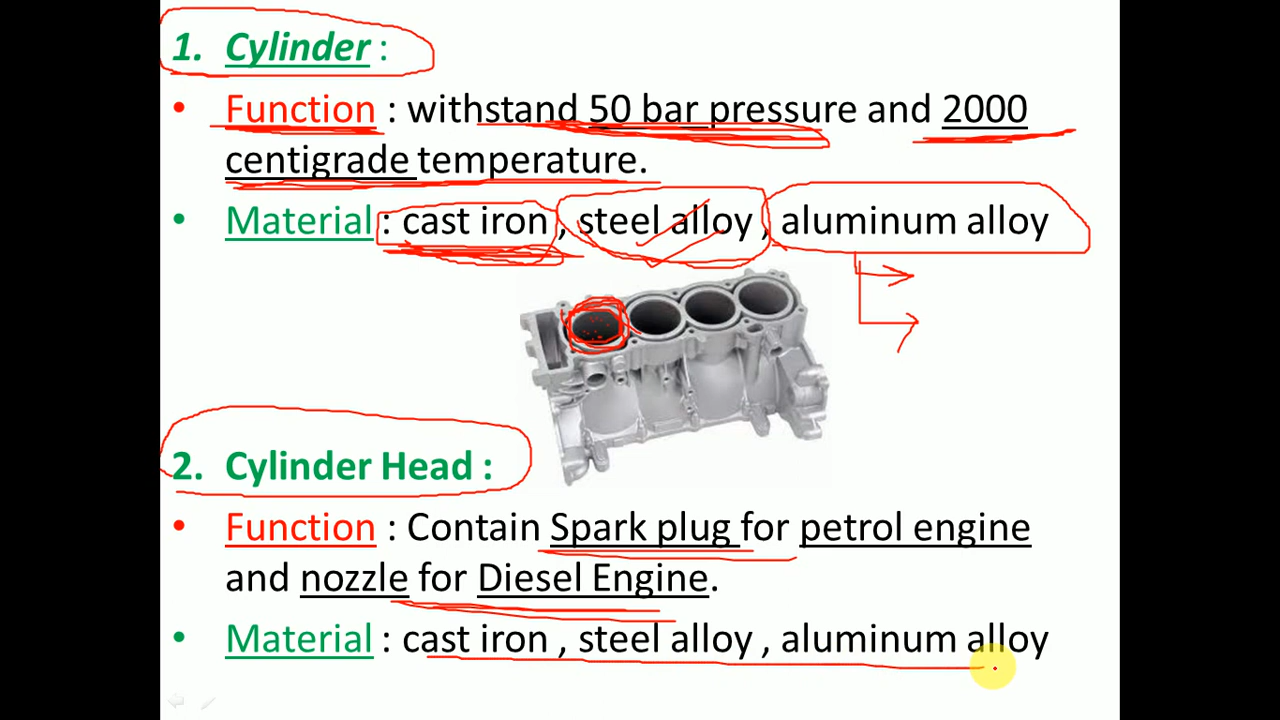 1. Cylinder :
• Function : withstand 50 bar pressure and 2000
centigrade temperature.
• Material : cast iron , steel alloy , aluminum alloy
2. Cylinder Head :
• Function : Contain Spark plug for petrol engine
and nozzle for Diesel Engine.
• Material : cast iron , steel alloy , aluminum alloy